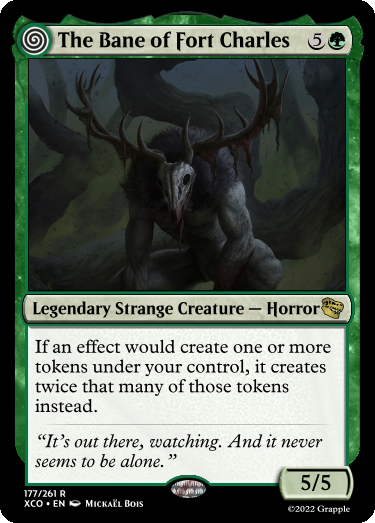 The Bane of Fort Charles 5
Legendary Strange Creature — Horror
If an effect would create one or more
tokens under your control, it creates
twice that many of those tokens
instead.
“It’s out there, watching. And it never
seems to be alone.”
5/5
177/261 R
XCO • EN Mickaël Bois
©2022 Grapple